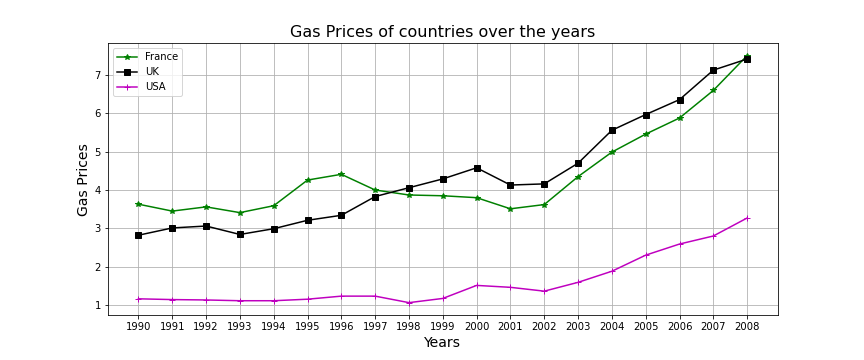 Gas Prices of countries over the years
France
UK
USA
Gas Prices
7
6
5
4
3
2
1
1990 1991 1992 1993 1994 1995 1996 1997 1998 1999 2000 2001 2002 2003 2004 2005 2006 2007 2008
Years